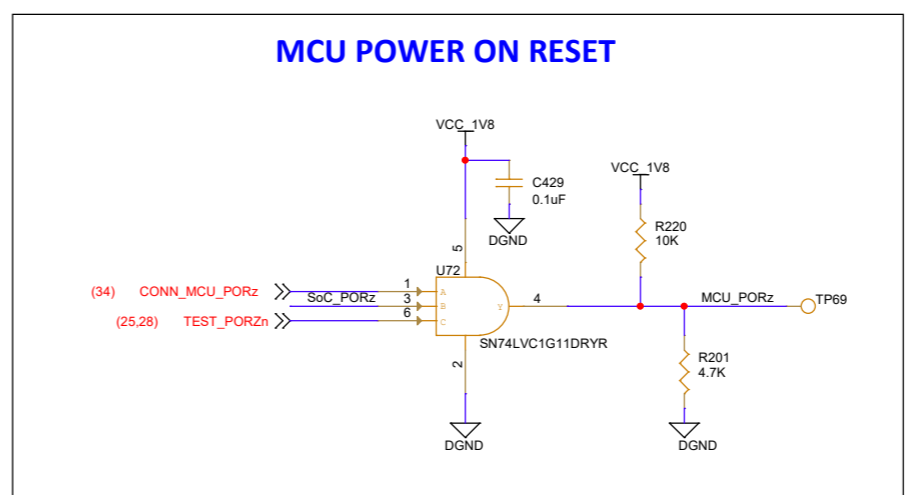 MCU POWER ON RESET
VCC_1V8
C429
0.1uF
DGND
VCC_1V8
R220
10K
5
U72
(34) CONN_MCU_PORz 1 A
SoC_PORz 3 B
(25,28) TEST_PORZn 6 C
Y 4
MCU_PORz TP69
SN74LVC1G11DRYR
2
R201
4.7K
DGND
DGND